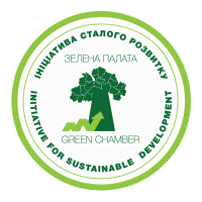 ІНІЦІАТИВА СТАЛОГО РОЗВИТКУ
ЗЕЛЕНА ПАЛАТА
GREEN CHAMBER
INITIATIVE FOR SUSTAINABLE DEVELOPMENT